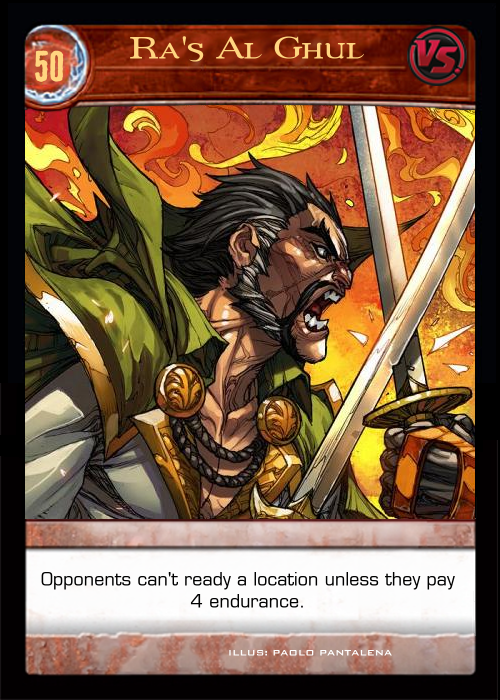 50
Ra's Al Ghul
VS.
Opponents can't ready a location unless they pay
4 endurance.
ILLUS: PAOLO PANTALENA